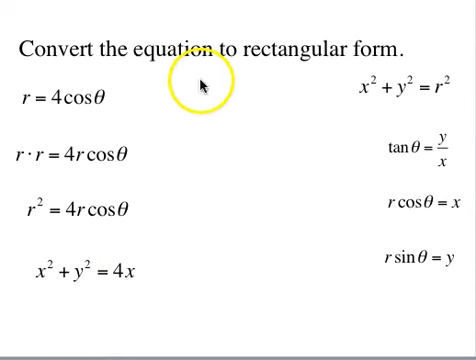 Convert the equation to rectangular form.
r = 4cosθ
r · r = 4r cosθ
r² = 4r cosθ
x² + y² = 4x
x² + y² = r²
tanθ = y/x
r cosθ = x
r sinθ = y